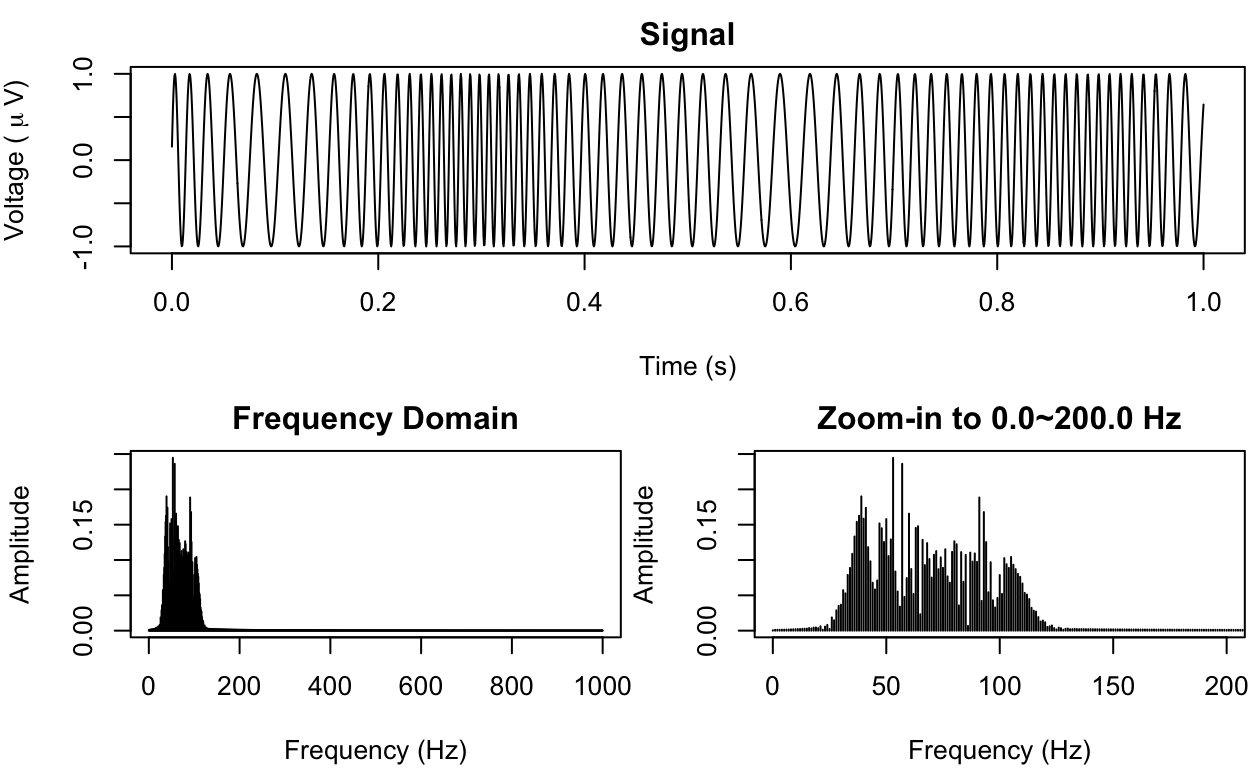 Signal
Voltage ( μ V)
1.0
0.0
-1.0
0.0 0.2 0.4 0.6 0.8 1.0
Time (s)
Frequency Domain
Amplitude
0.15
0.00
0 200 400 600 800 1000
Frequency (Hz)
Zoom-in to 0.0~200.0 Hz
Amplitude
0.15
0.00
0 50 100 150 200
Frequency (Hz)